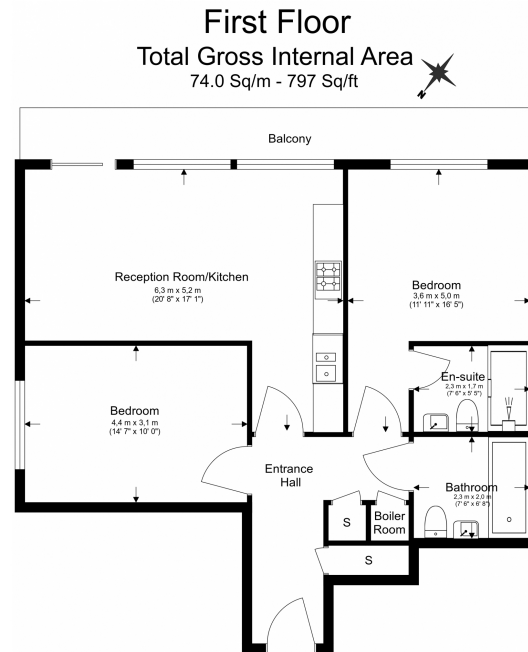 First Floor
Total Gross Internal Area
74.0 Sq/m - 797 Sq/ft
N
Balcony
Reception Room/Kitchen
6,3 m x 5,2 m
(20' 8" x 17' 1")
Bedroom
3,6 m x 5,0 m
(11' 11" x 16' 5")
En-suite
2,3 m x 1,7 m
(7' 6" x 5' 5")
Bedroom
4,4 m x 3,1 m
(14' 7" x 10' 0")
Entrance
Hall
Bathroom
2,3 m x 2,0 m
(7' 6" x 6' 8")
S
Boiler
Room
S